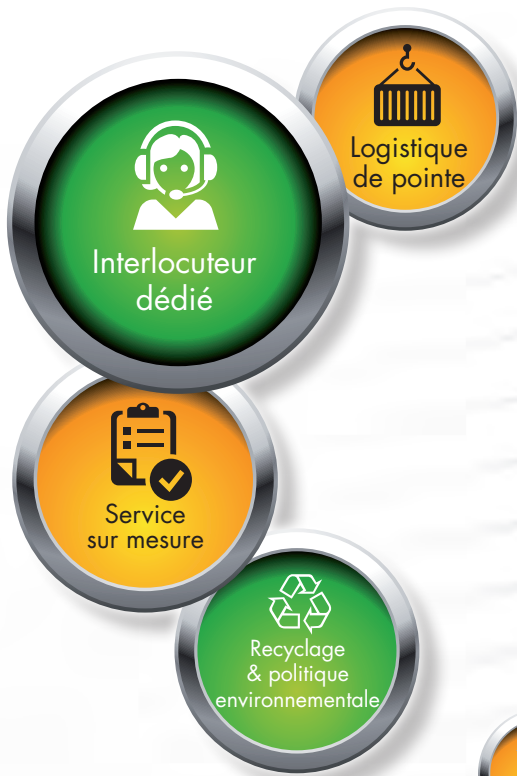 Logistique
de pointe
Interlocuteur
dédié
Service
sur mesure
Recyclage
& politique
environnementale